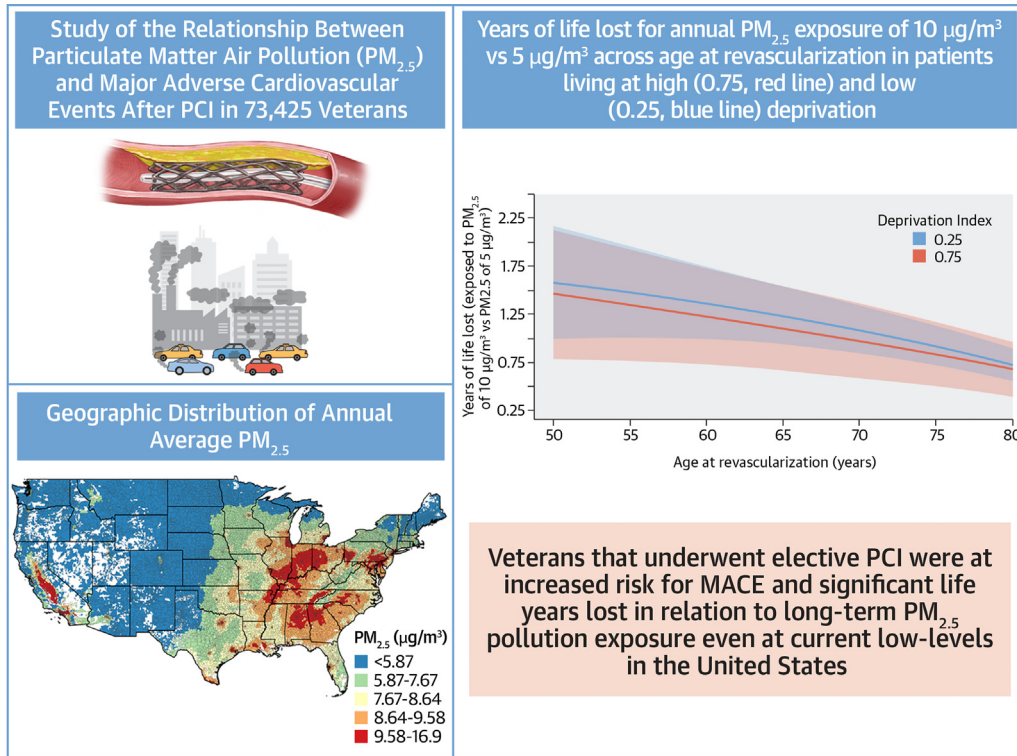 Study of the Relationship Between
Particulate Matter Air Pollution (PM2.5)
and Major Adverse Cardiovascular
Events After PCI in 73,425 Veterans
Geographic Distribution of Annual
Average PM2.5
PM2.5 (µg/m³)
<5.87
5.87-7.67
7.67-8.64
8.64-9.58
9.58-16.9
Years of life lost for annual PM2.5 exposure of 10 µg/m³
vs 5 µg/m³ across age at revascularization in patients
living at high (0.75, red line) and low
(0.25, blue line) deprivation
Years of life lost (exposed to PM2.5
of 10 µg/m³ vs PM2.5 of 5 µg/m³)
2.25
1.75
1.25
0.75
0.25
Deprivation Index
0.25
0.75
50 55 60 65 70 75 80
Age at revascularization (years)
Veterans that underwent elective PCI were at
increased risk for MACE and significant life
years lost in relation to long-term PM2.5
pollution exposure even at current low-levels
in the United States